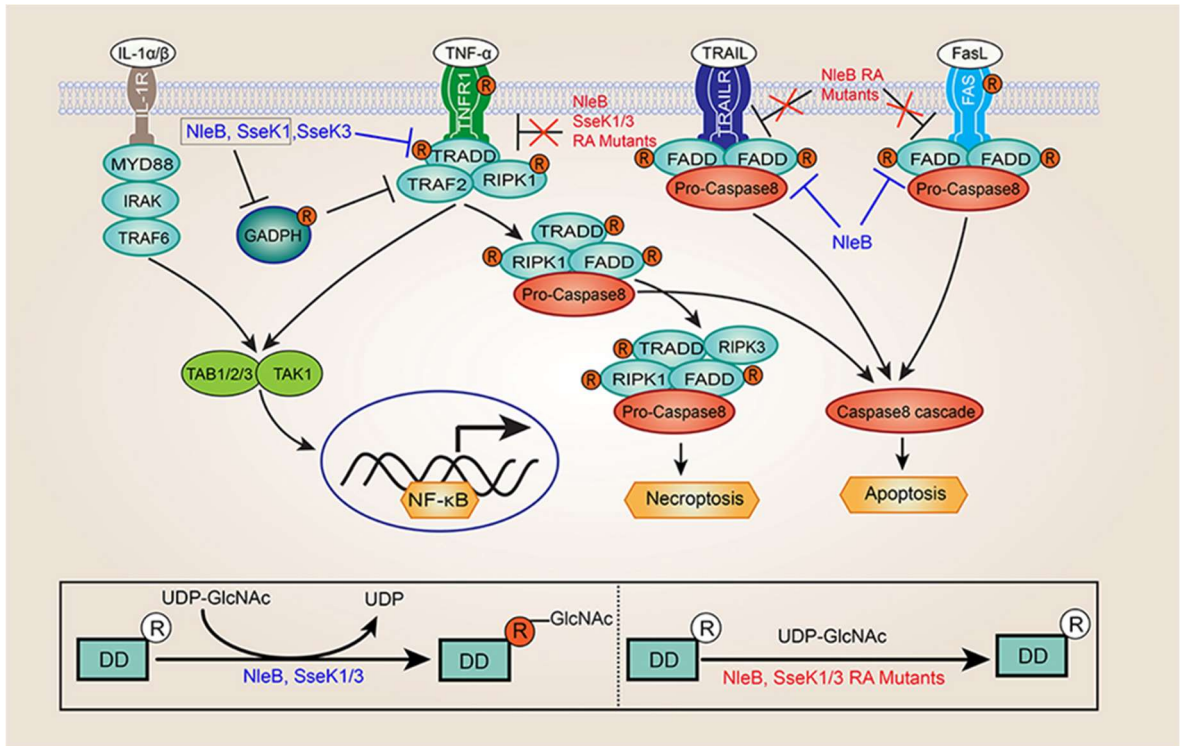 IL-1α/β
TNF-α
TRAIL
FasL
IL-1R
TNFR1
R
TRAILR
FAS
R
NleB RA
Mutants
NleB
SseK1/3
RA Mutants
NleB, SseK1,SseK3
MYD88
IRAK
TRAF6
GADPH
R
R
TRADD
R
TRAF2
RIPK1
R
FADD
FADD
R
Pro-Caspase8
R
FADD
FADD
R
Pro-Caspase8
NleB
TRADD
R
R
RIPK1
FADD
R
Pro-Caspase8
R
TRADD
RIPK3
R
RIPK1
FADD
R
Pro-Caspase8
TAB1/2/3
TAK1
Caspase8 cascade
NF-κB
Necroptosis
Apoptosis
UDP-GlcNAc
UDP
R
DD
R
GlcNAc
DD
NleB, SseK1/3
R
DD
UDP-GlcNAc
R
DD
NleB, SseK1/3 RA Mutants